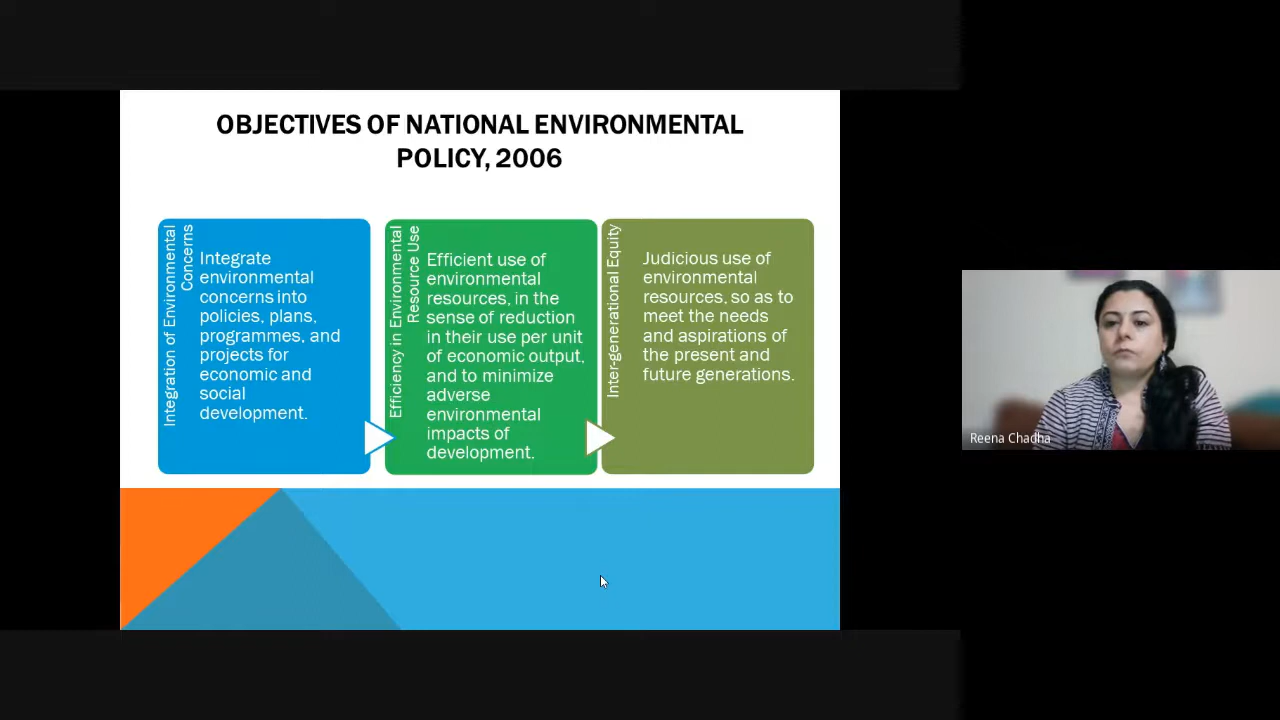 OBJECTIVES OF NATIONAL ENVIRONMENTAL
POLICY, 2006
Integration of Environmental
Concerns
Integrate
environmental
concerns into
policies, plans,
programmes, and
projects for
economic and
social
development.
Efficiency in Environmental
Resource Use
Efficient use of
environmental
resources, in the
sense of reduction
in their use per unit
of economic output,
and to minimize
adverse
environmental
impacts of
development.
Inter-generational Equity
Judicious use of
environmental
resources, so as to
meet the needs
and aspirations of
the present and
future generations.
Reena Chadha